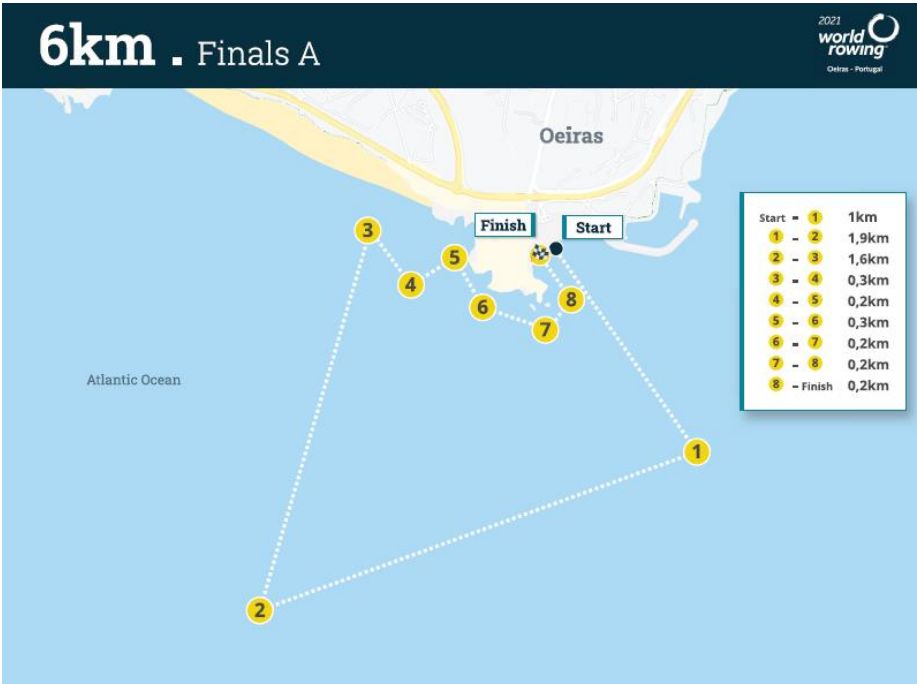 6km . Finals A
2021
world
rowing
Oeiras - Portugal
Oeiras
Finish
Start
3
5
4
6
8
7
Atlantic Ocean
1
2
Start - 1 1km
1 - 2 1,9km
2 - 3 1,6km
3 - 4 0,3km
4 - 5 0,2km
5 - 6 0,3km
6 - 7 0,2km
7 - 8 0,2km
8 - Finish 0,2km